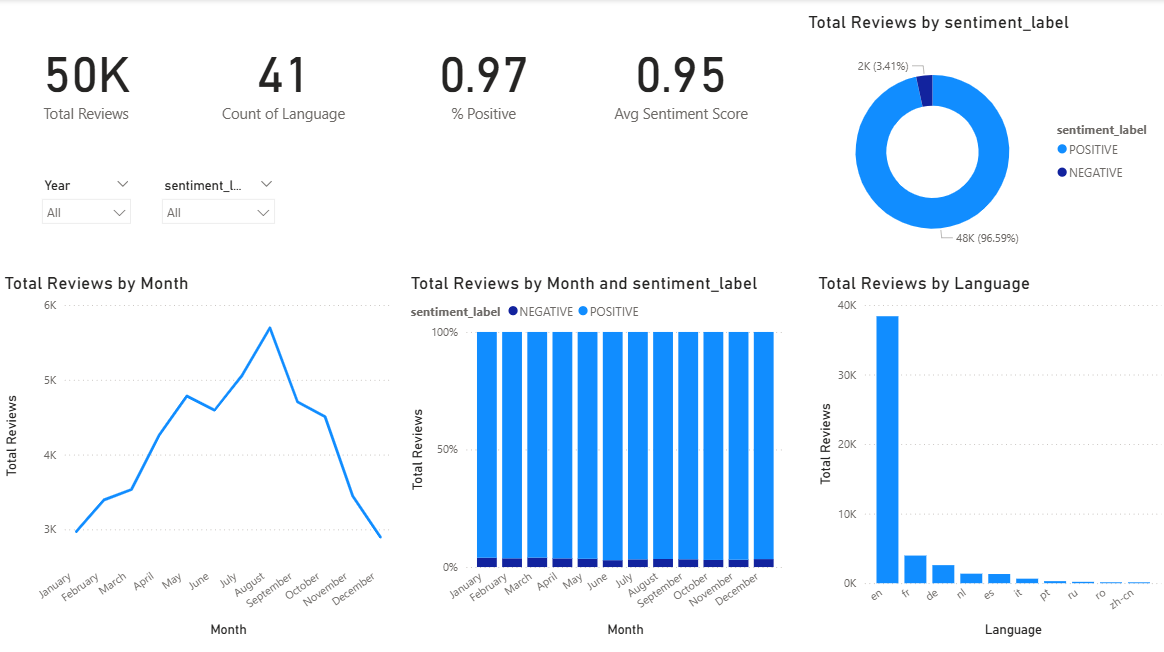 50K
Total Reviews
41
Count of Language
0.97
% Positive
0.95
Avg Sentiment Score
Year
All
sentiment_l...
All
Total Reviews by sentiment_label
2K (3.41%)
48K (96.59%)
sentiment_label
POSITIVE
NEGATIVE
Total Reviews by Month
6K
5K
4K
3K
Total Reviews
January
February
March
April
May
June
July
August
September
October
November
December
Month
Total Reviews by Month and sentiment_label
sentiment_label NEGATIVE POSITIVE
100%
50%
0%
Total Reviews
January
February
March
April
May
June
July
August
September
October
November
December
Month
Total Reviews by Language
40K
30K
20K
10K
0K
Total Reviews
en
fr
de
nl
es
it
pt
ru
ro
zh-cn
Language